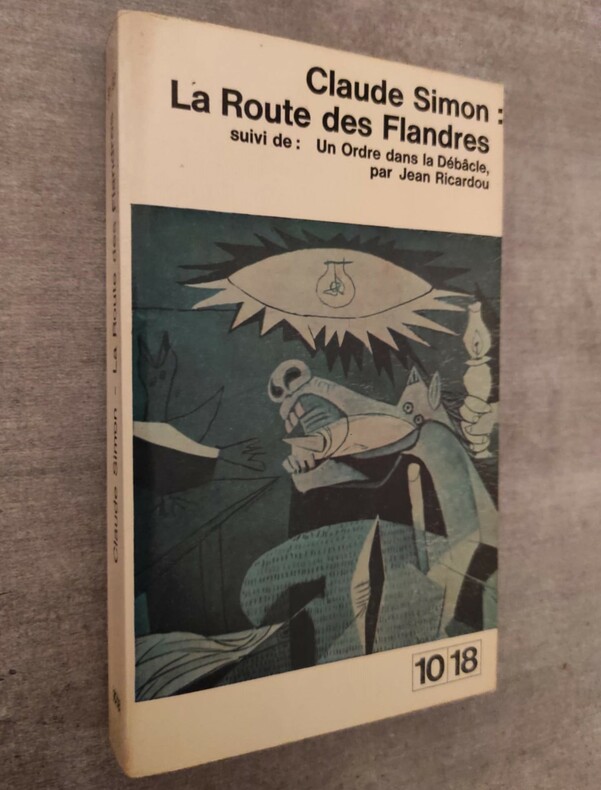 Claude Simon :
La Route des Flandres
suivi de : Un Ordre dans la Débâcle,
par Jean Ricardou
10 18
Claude Simon - La Route des Flandres